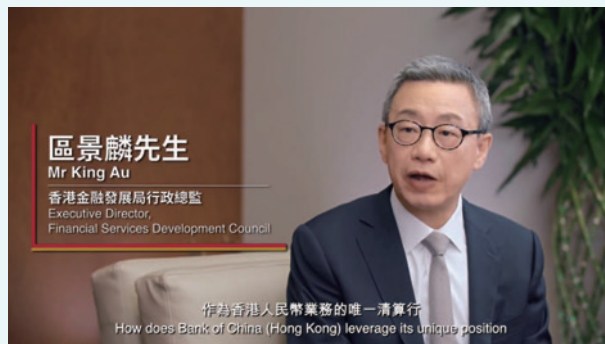 區景麟先生
Mr King Au
香港金融發展局行政總監
Executive Director,
Financial Services Development Council
作為香港人民幣業務的唯一清算行
How does Bank of China (Hong Kong) leverage its unique position